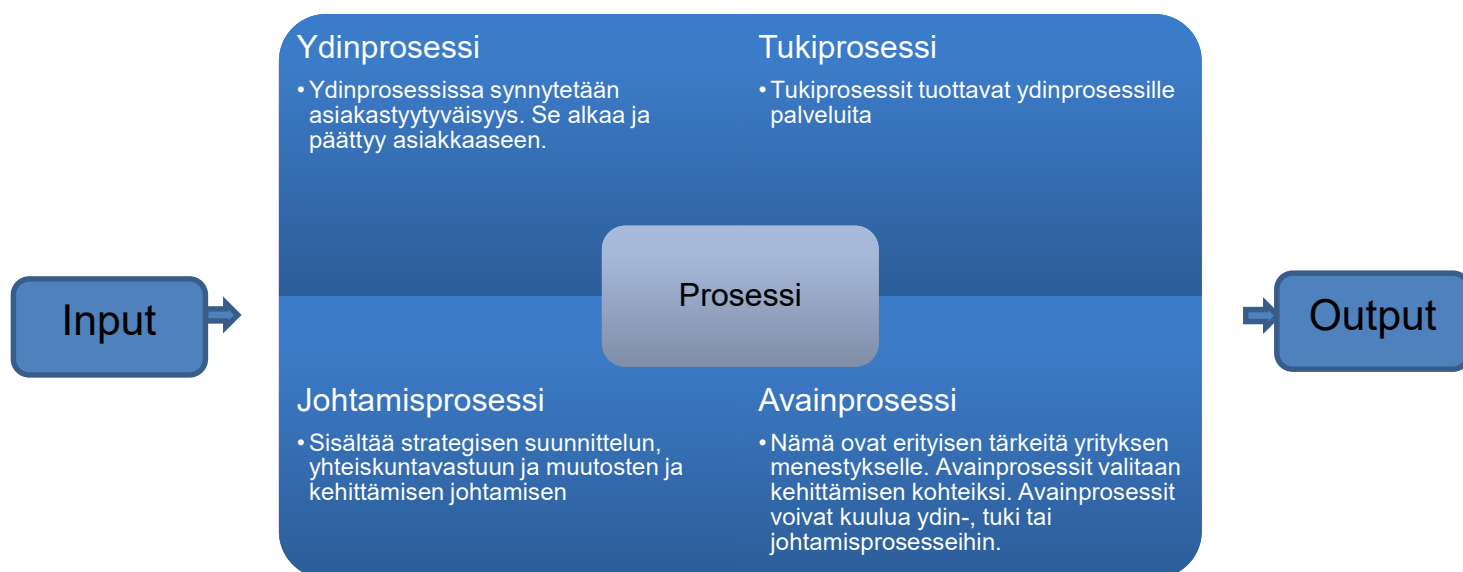 Ydinprosessi
• Ydinprosessissa synnytetään
asiakastyytyväisyys. Se alkaa ja
päättyy asiakkaaseen.
Tukiprosessi
• Tukiprosessit tuottavat ydinprosessille
palveluita
Input
Prosessi
Output
Johtamisprosessi
• Sisältää strategisen suunnittelun,
yhteiskuntavastuun ja muutosten ja
kehittämisen johtamisen
Avainprosessi
• Nämä ovat erityisen tärkeitä yrityksen
menestykselle. Avainprosessit valitaan
kehittämisen kohteiksi. Avainprosessit
voivat kuulua ydin-, tuki tai
johtamisprosesseihin.